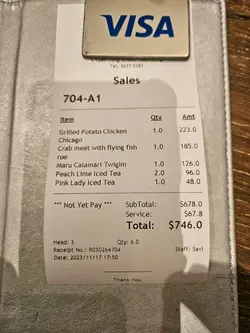 VISA
Tel: 2637 0581
Sales
704-A1
Item Qty Amt
Grilled Potato Chicken 1.0 223.0
Chicago
Crab meat with flying fish 1.0 185.0
roe
Maru Calamari Twigim 1.0 126.0
Peach Lime Iced Tea 2.0 96.0
Pink Lady Iced Tea 1.0 48.0
*** Not Yet Pay *** SubTotal: $678.0
Service: $67.8
Total: $746.0
Head: 3 Qty: 6.0
Receipt No.: R030264704 Staff: Savi
Date: 2023/11/17 17:50
Thank You.